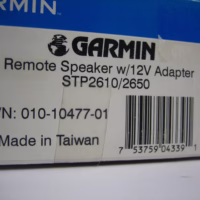 GARMIN
GARMIN
Remote Speaker w/12V Adapter
STP2610/2650
/N: 010-10477-01
Made in Taiwan
7 53759 04339 1